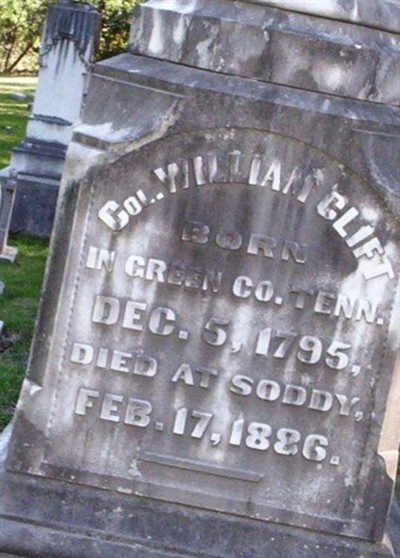 COL. WILLIAM CLIFT
BORN
IN GREEN CO. TENN.
DEC. 5, 1795,
DIED AT SODDY,
FEB. 17, 1886.